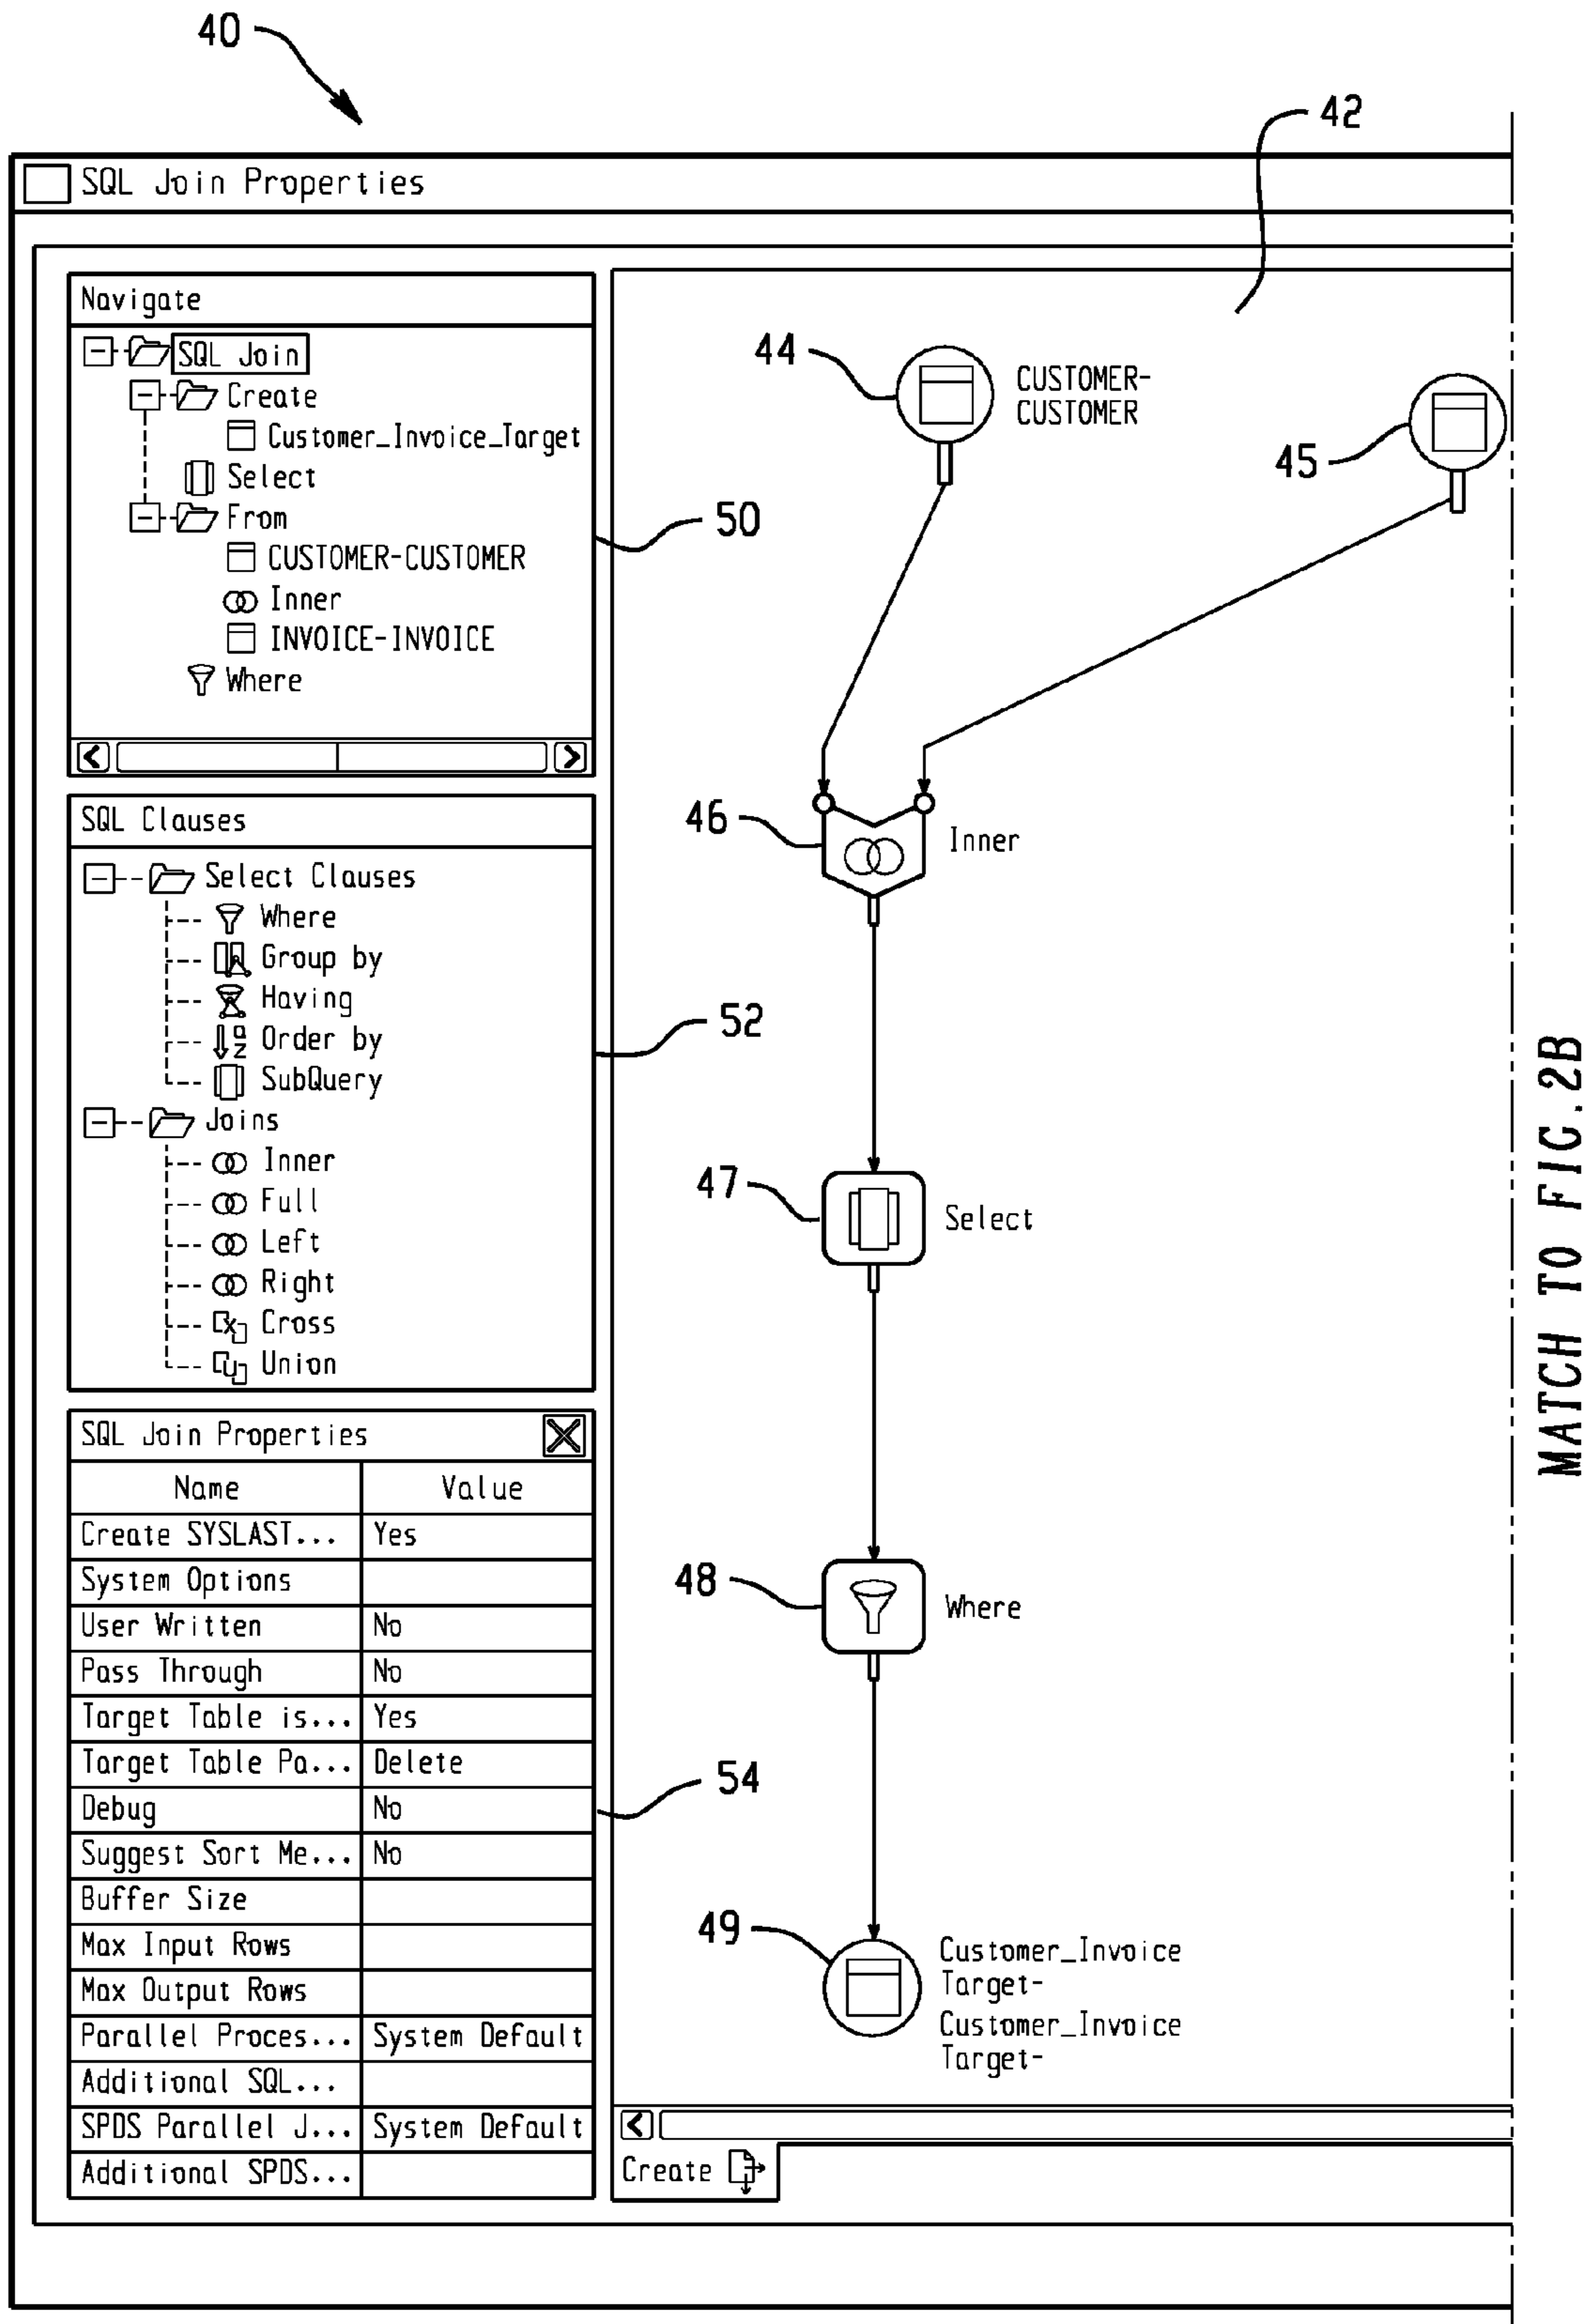 40
42
SQL Join Properties
Navigate
SQL Join
Create
Customer_Invoice_Target
Select
From
CUSTOMER-CUSTOMER
Inner
INVOICE-INVOICE
Where
50
SQL Clauses
Select Clauses
Where
Group by
Having
Order by
SubQuery
Joins
Inner
Full
Left
Right
Cross
Union
52
SQL Join Properties
Name Value
Create SYSLAST... Yes
System Options
User Written No
Pass Through No
Target Table is... Yes
Target Table Pa... Delete
Debug No
Suggest Sort Me... No
Buffer Size
Max Input Rows
Max Output Rows
Parallel Proces... System Default
Additional SQL...
SPDS Parallel J... System Default
Additional SPDS...
54
44
CUSTOMER-
CUSTOMER
45
46
Inner
47
Select
48
Where
49
Customer_Invoice
Target-
Customer_Invoice
Target-
Create
MATCH TO FIG.2B